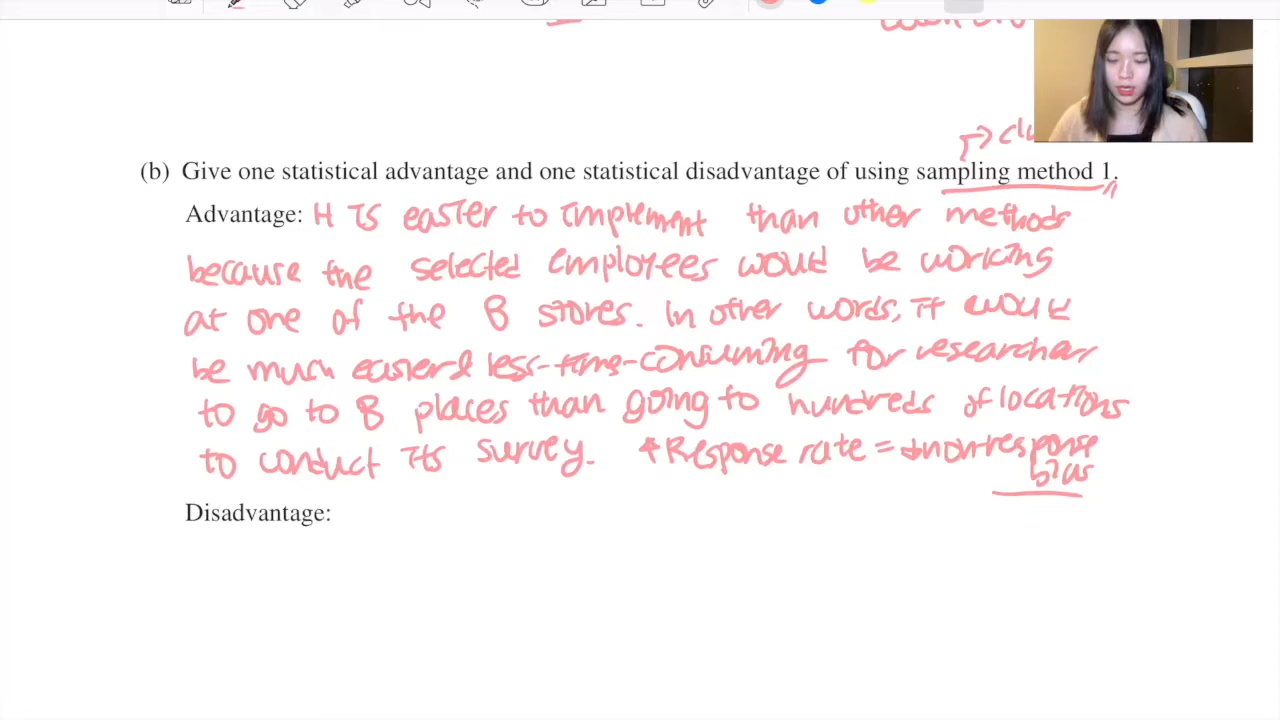 (b) Give one statistical advantage and one statistical disadvantage of using sampling method 1.
Advantage: It is easier to implement than other methods
because the selected employees would be working
at one of the 8 stores. In other words, it would
be much easier & less-time-consuming for researchers
to go to 8 places than going to hundreds of locations
to conduct its survey. *Response rate = ↓ non-response
bias
Disadvantage: